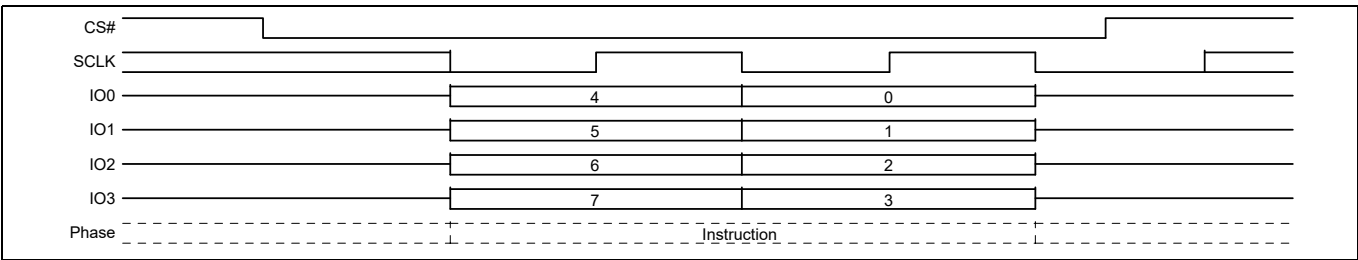 CS#
SCLK
IO0 4 0
IO1 5 1
IO2 6 2
IO3 7 3
Phase Instruction